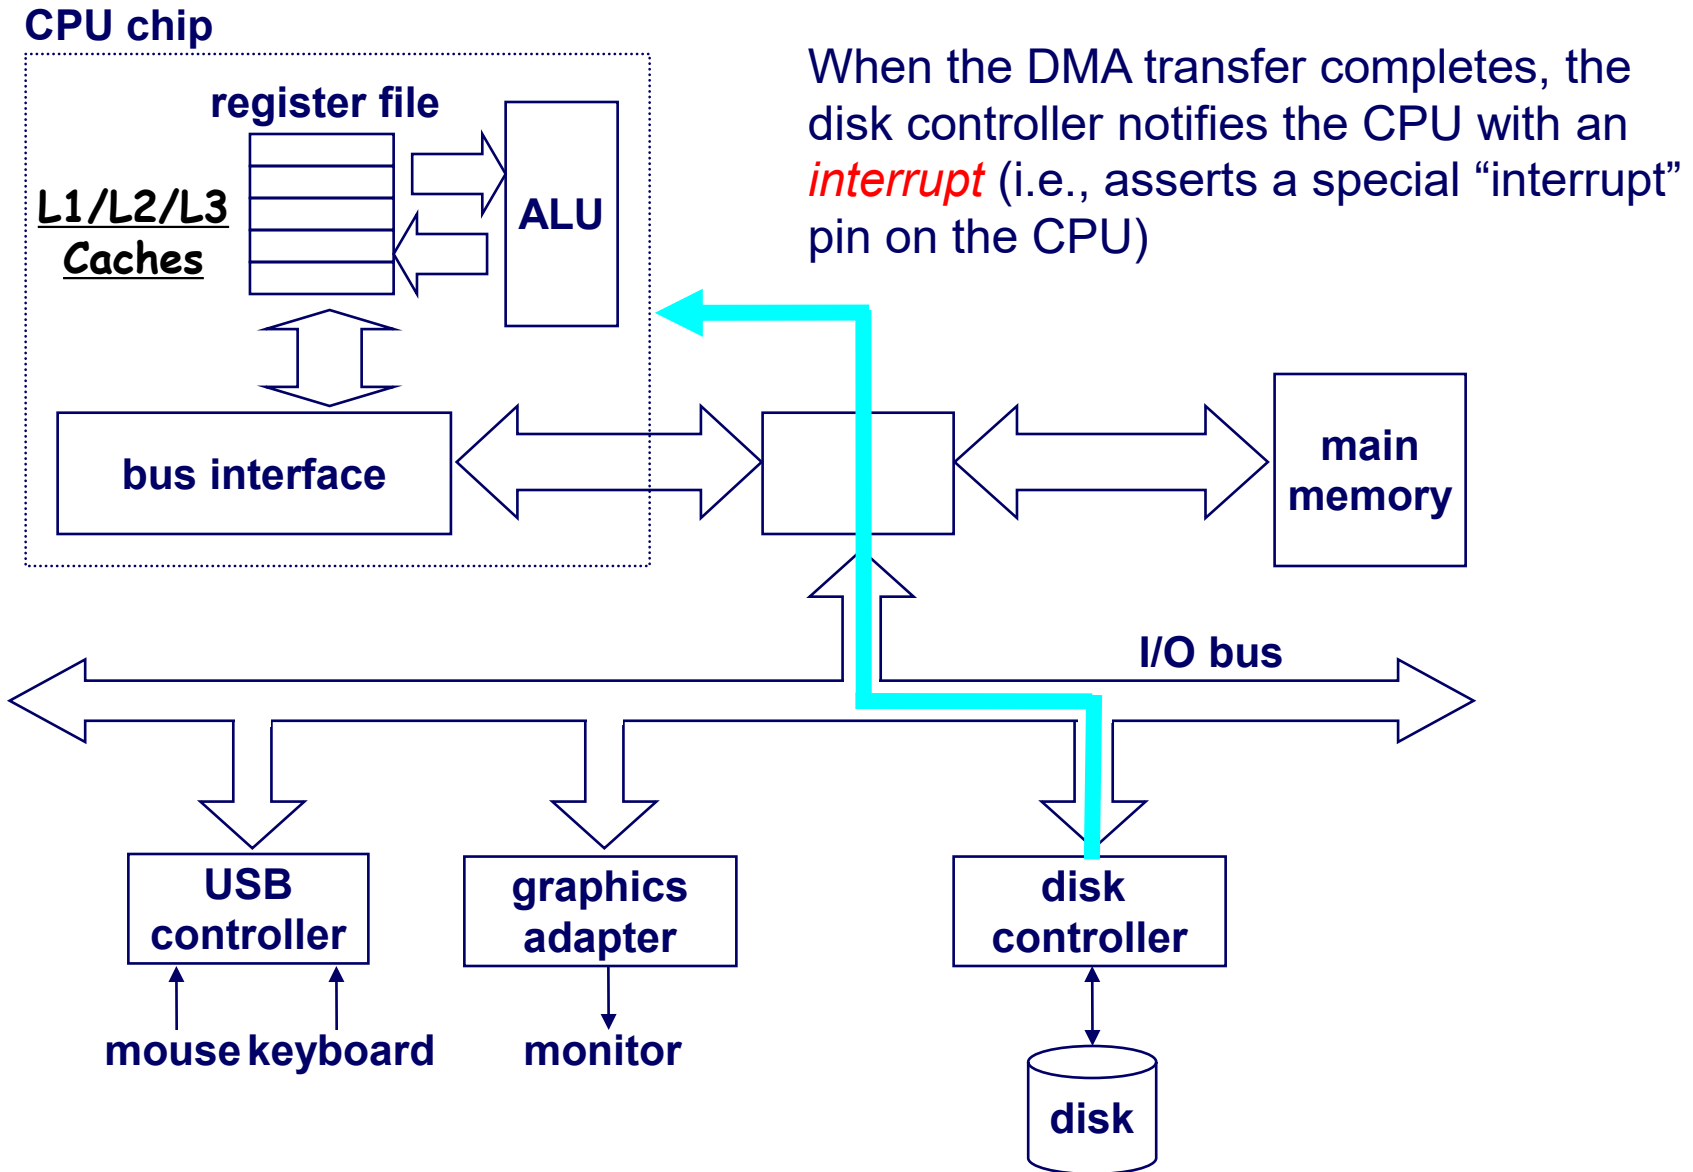 CPU chip
When the DMA transfer completes, the
disk controller notifies the CPU with an
interrupt (i.e., asserts a special “interrupt”
pin on the CPU)
register file
L1/L2/L3
Caches
ALU
bus interface
main
memory
I/O bus
USB
controller
graphics
adapter
disk
controller
mouse keyboard
monitor
disk